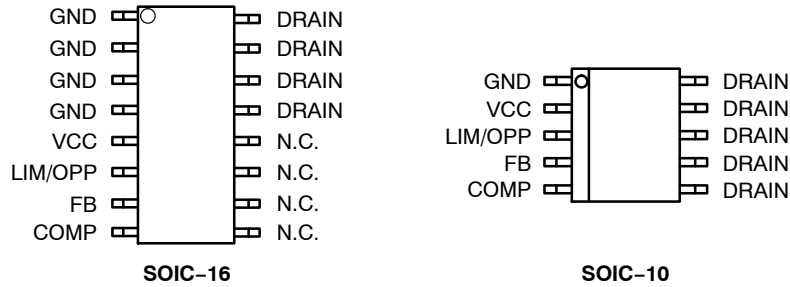 GND DRAIN
GND DRAIN
GND DRAIN
GND DRAIN
VCC N.C.
LIM/OPP N.C.
FB N.C.
COMP N.C.
SOIC−16
GND DRAIN
VCC DRAIN
LIM/OPP DRAIN
FB DRAIN
COMP DRAIN
SOIC−10